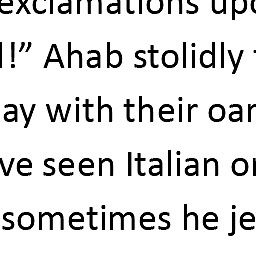 exclamations upo
!” Ahab stolidly
ay with their oar
ve seen Italian or
sometimes he je